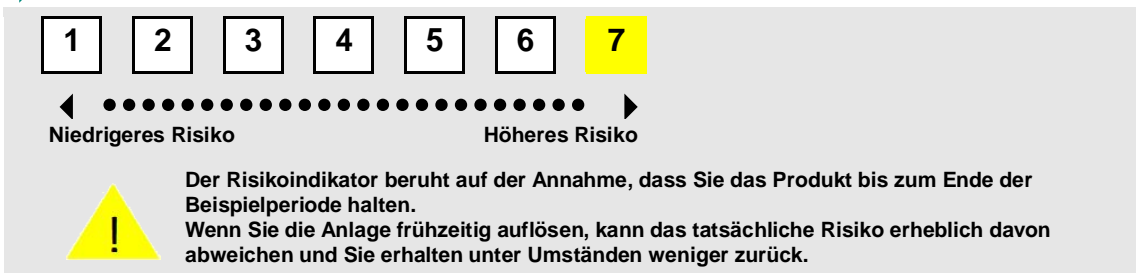 1 2 3 4 5 6 7
Niedrigeres Risiko Höheres Risiko
! Der Risikoindikator beruht auf der Annahme, dass Sie das Produkt bis zum Ende der
Beispielperiode halten.
Wenn Sie die Anlage frühzeitig auflösen, kann das tatsächliche Risiko erheblich davon
abweichen und Sie erhalten unter Umständen weniger zurück.